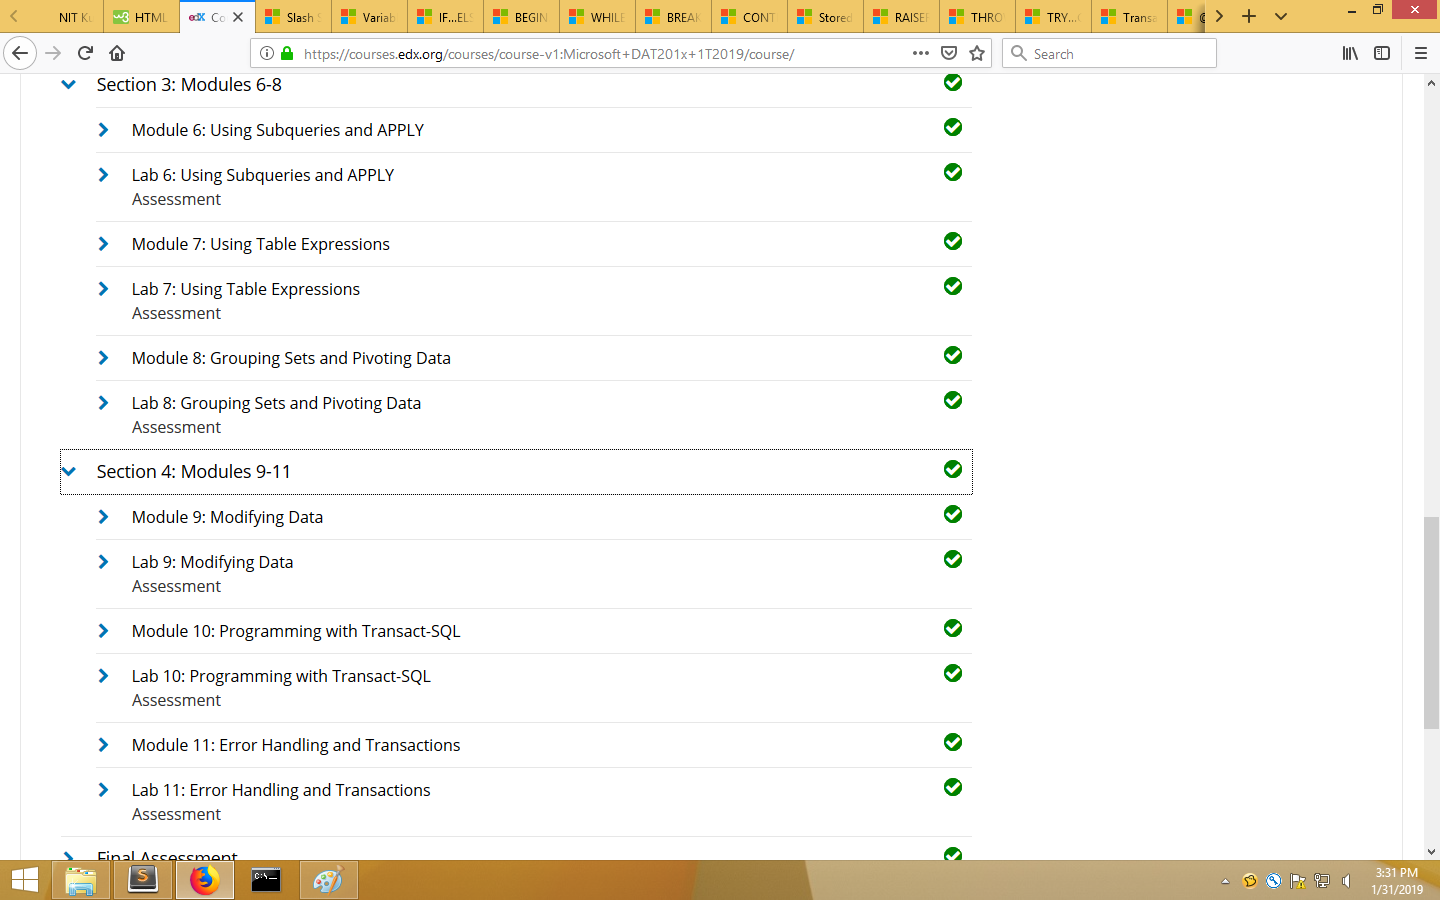 NIT Ku
w3 HTML
edX Co
Slash S
Variab
IF...ELS
BEGIN
WHILE
BREAK
CONT
Stored
RAISER
THRO
TRY...C
Transa
@
https://courses.edx.org/courses/course-v1:Microsoft+DAT201x+1T2019/course/
Search
Section 3: Modules 6-8
Module 6: Using Subqueries and APPLY
Lab 6: Using Subqueries and APPLY
Assessment
Module 7: Using Table Expressions
Lab 7: Using Table Expressions
Assessment
Module 8: Grouping Sets and Pivoting Data
Lab 8: Grouping Sets and Pivoting Data
Assessment
Section 4: Modules 9-11
Module 9: Modifying Data
Lab 9: Modifying Data
Assessment
Module 10: Programming with Transact-SQL
Lab 10: Programming with Transact-SQL
Assessment
Module 11: Error Handling and Transactions
Lab 11: Error Handling and Transactions
Assessment
Final Assessment
3:31 PM
1/31/2019